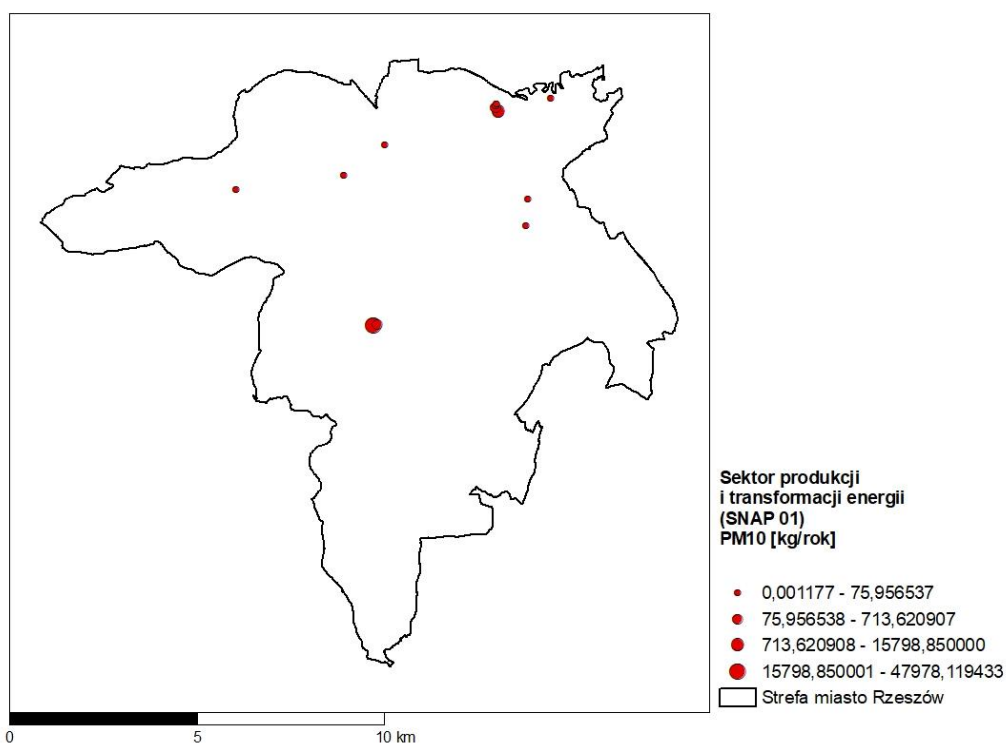 Sektor produkcji
i transformacji energii
(SNAP 01)
PM10 [kg/rok]
0,001177 - 75,956537
75,956538 - 713,620907
713,620908 - 15798,850000
15798,850001 - 47978,119433
Strefa miasto Rzeszów
0 5 10 km